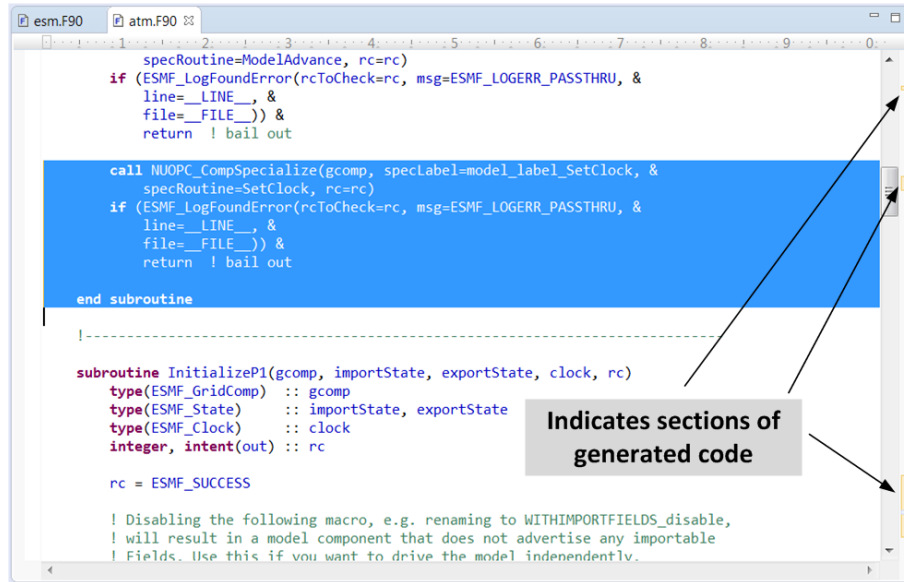 esm.F90 atm.F90
1 2 3 4 5 6 7 8 9 0
specRoutine=ModelAdvance, rc=rc)
if (ESMF_LogFoundError(rcToCheck=rc, msg=ESMF_LOGERR_PASSTHRU, &
line=__LINE__, &
file=__FILE__)) &
return ! bail out
call NUOPC_CompSpecialize(gcomp, specLabel=model_label_SetClock, &
specRoutine=SetClock, rc=rc)
if (ESMF_LogFoundError(rcToCheck=rc, msg=ESMF_LOGERR_PASSTHRU, &
line=__LINE__, &
file=__FILE__)) &
return ! bail out
end subroutine
!-----------------------------------------------------------------------------
subroutine InitializeP1(gcomp, importState, exportState, clock, rc)
type(ESMF_GridComp) :: gcomp
type(ESMF_State) :: importState, exportState
type(ESMF_Clock) :: clock
integer, intent(out) :: rc
Indicates sections of
generated code
rc = ESMF_SUCCESS
! Disabling the following macro, e.g. renaming to WITHIMPORTFIELDS_disable,
! will result in a model component that does not advertise any importable
! Fields. Use this if you want to drive the model independently.